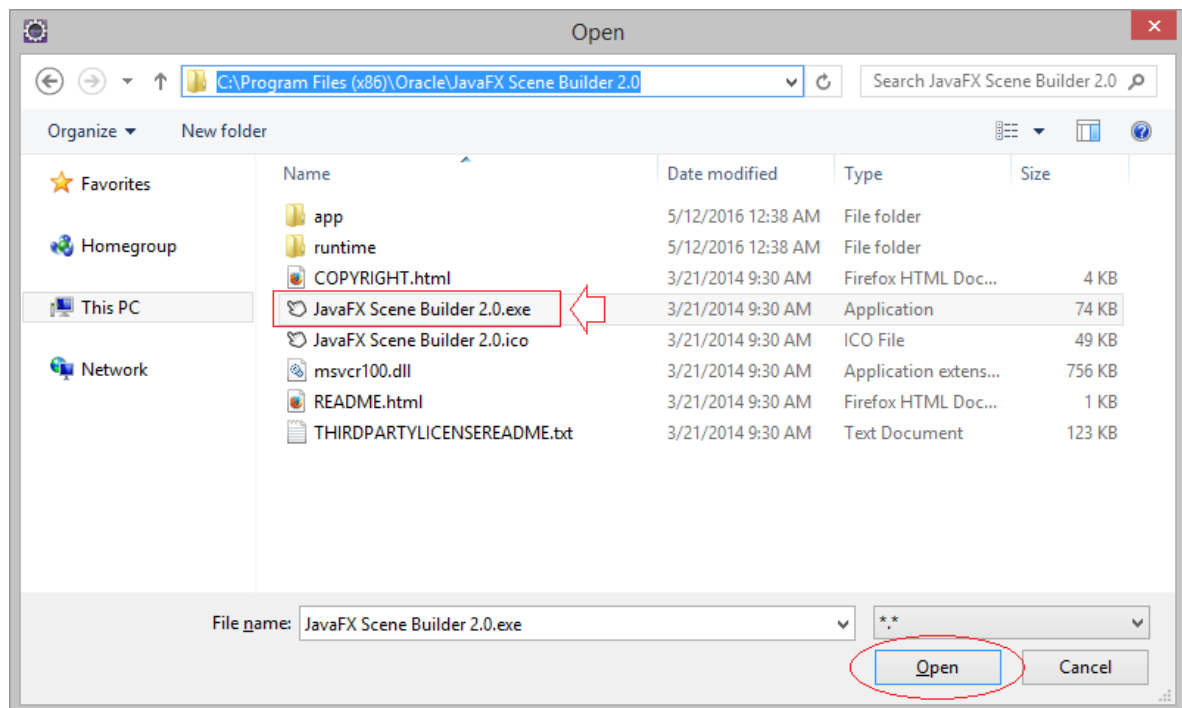 Open
C:\Program Files (x86)\Oracle\JavaFX Scene Builder 2.0 Search JavaFX Scene Builder 2.0
Organize New folder
Favorites
Homegroup
This PC
Network
Name Date modified Type Size
app 5/12/2016 12:38 AM File folder
runtime 5/12/2016 12:38 AM File folder
COPYRIGHT.html 3/21/2014 9:30 AM Firefox HTML Doc... 4 KB
JavaFX Scene Builder 2.0.exe 3/21/2014 9:30 AM Application 74 KB
JavaFX Scene Builder 2.0.ico 3/21/2014 9:30 AM ICO File 49 KB
msvcr100.dll 3/21/2014 9:30 AM Application extens... 756 KB
README.html 3/21/2014 9:30 AM Firefox HTML Doc... 1 KB
THIRDPARTYLICENSEREADME.txt 3/21/2014 9:30 AM Text Document 123 KB
File name: JavaFX Scene Builder 2.0.exe *.*
Open Cancel